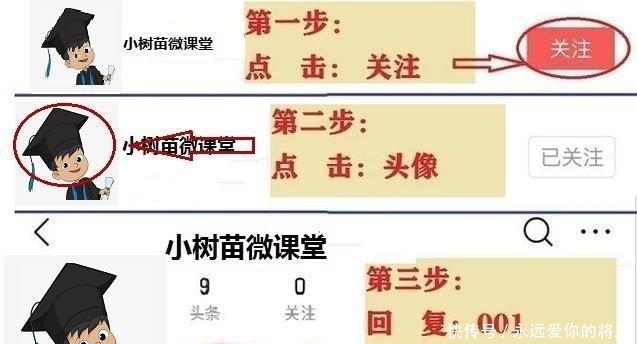 小树苗微课堂
第一步：
点 击： 关注
关注
小树苗微课堂
第二步：
点 击：头像
已关注
小树苗微课堂
9
头条
0
关注
第三步：
回 复：001
快传号／永远爱你的将